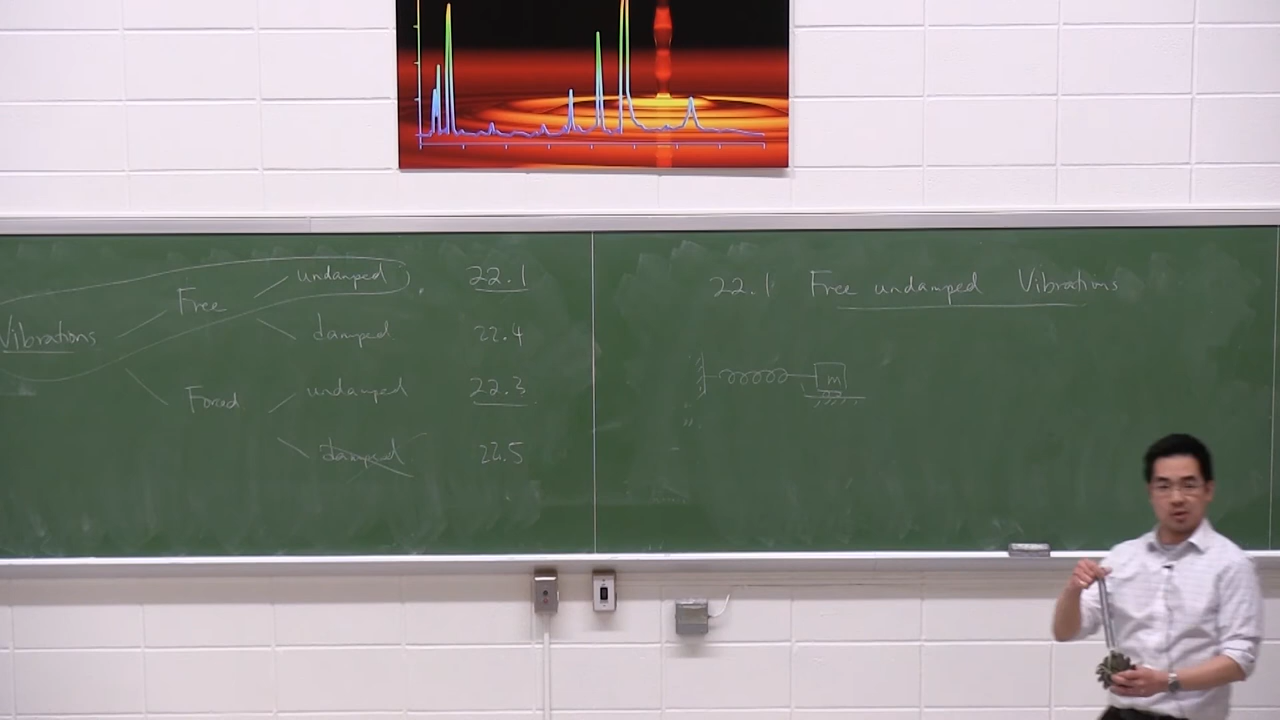 undamped 22.1
Free
Vibrations damped 22.4
undamped 22.3
Forced
damped 22.5
22.1 Free undamped Vibrations
m